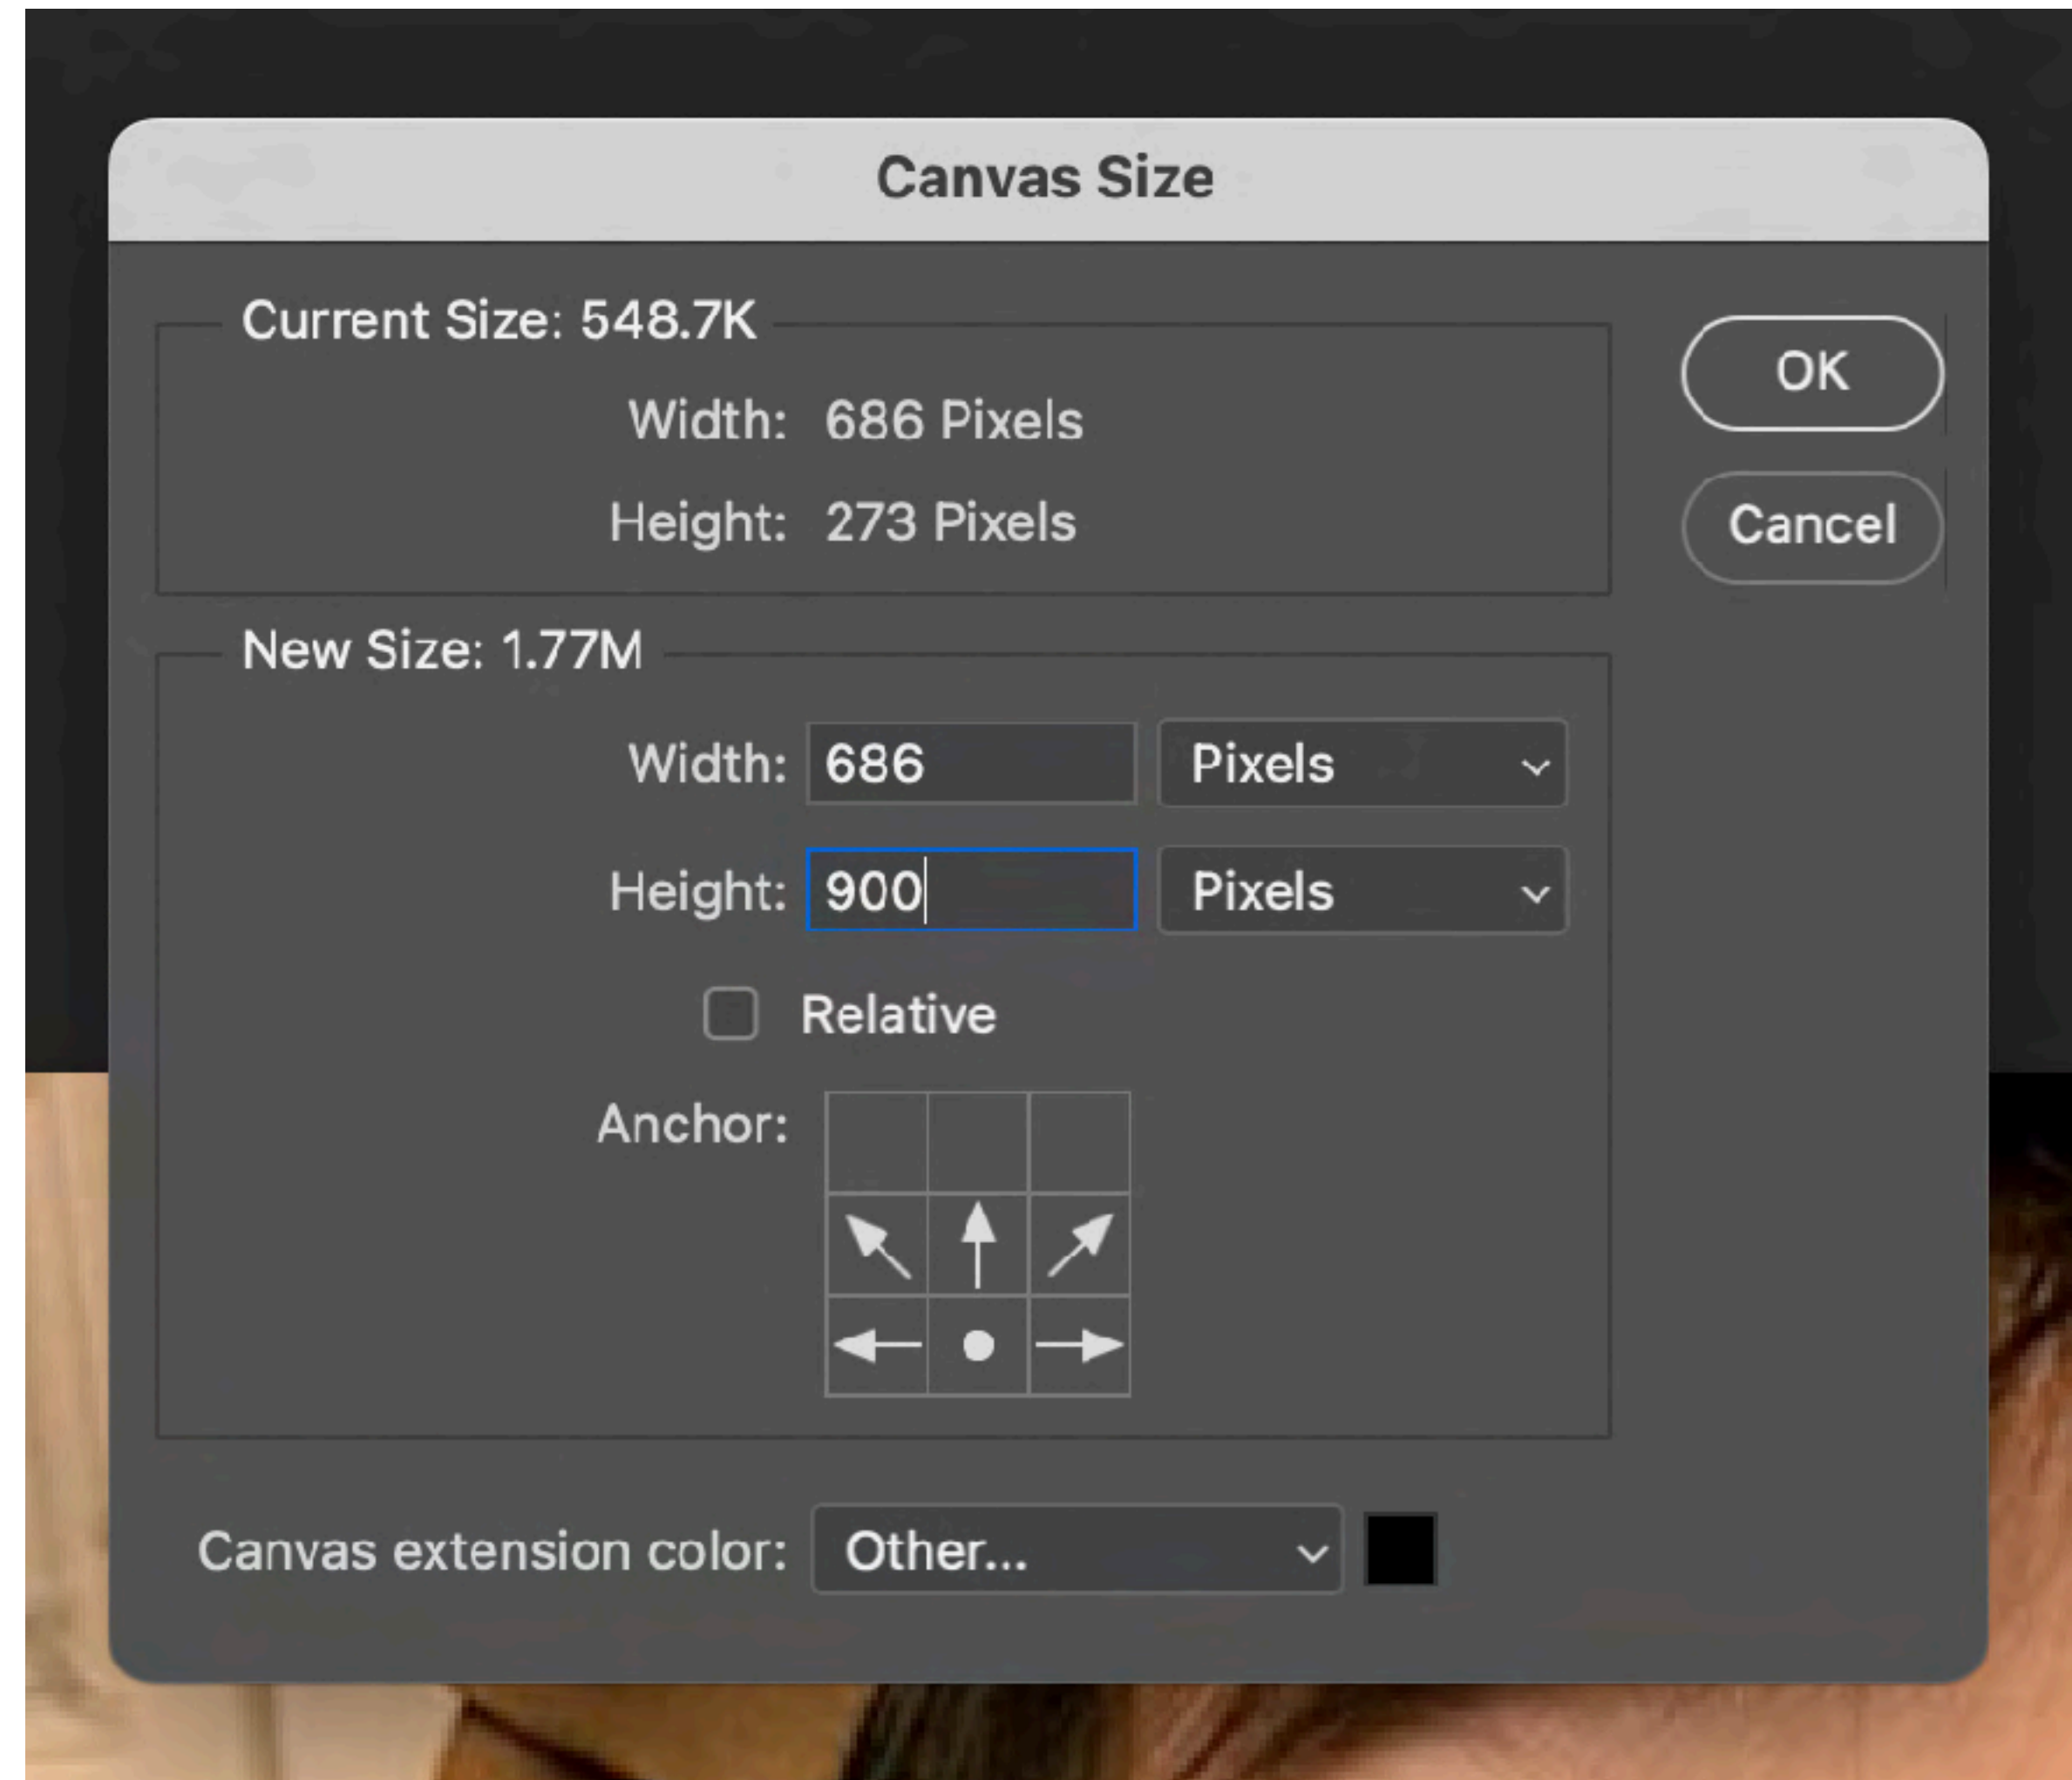 Canvas Size
Current Size: 548.7K
OK
Width: 686 Pixels
Height: 273 Pixels
Cancel
New Size: 1.77M
Width: 686 Pixels
Height: 900 Pixels
Relative
Anchor:
Canvas extension color: Other...